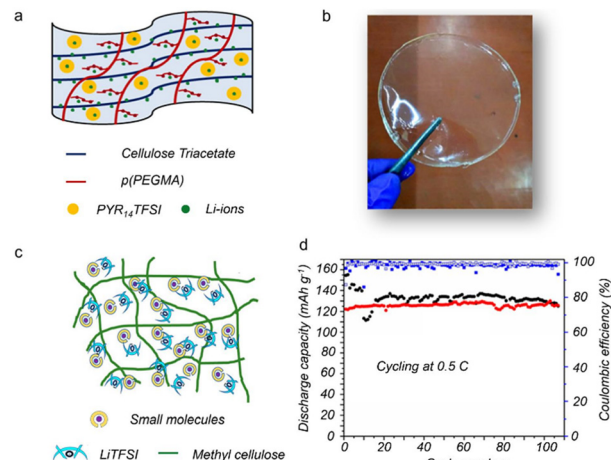 a
Cellulose Triacetate
p(PEGMA)
PYR14TFSI
Li-ions
b
c
Small molecules
LiTFSI
Methyl cellulose
d
Discharge capacity (mAh g⁻¹)
160
140
120
100
80
60
40
20
0
Cycling at 0.5 C
0
20
40
60
80
100
100
80
60
40
20
0
Coulombic efficiency (%)